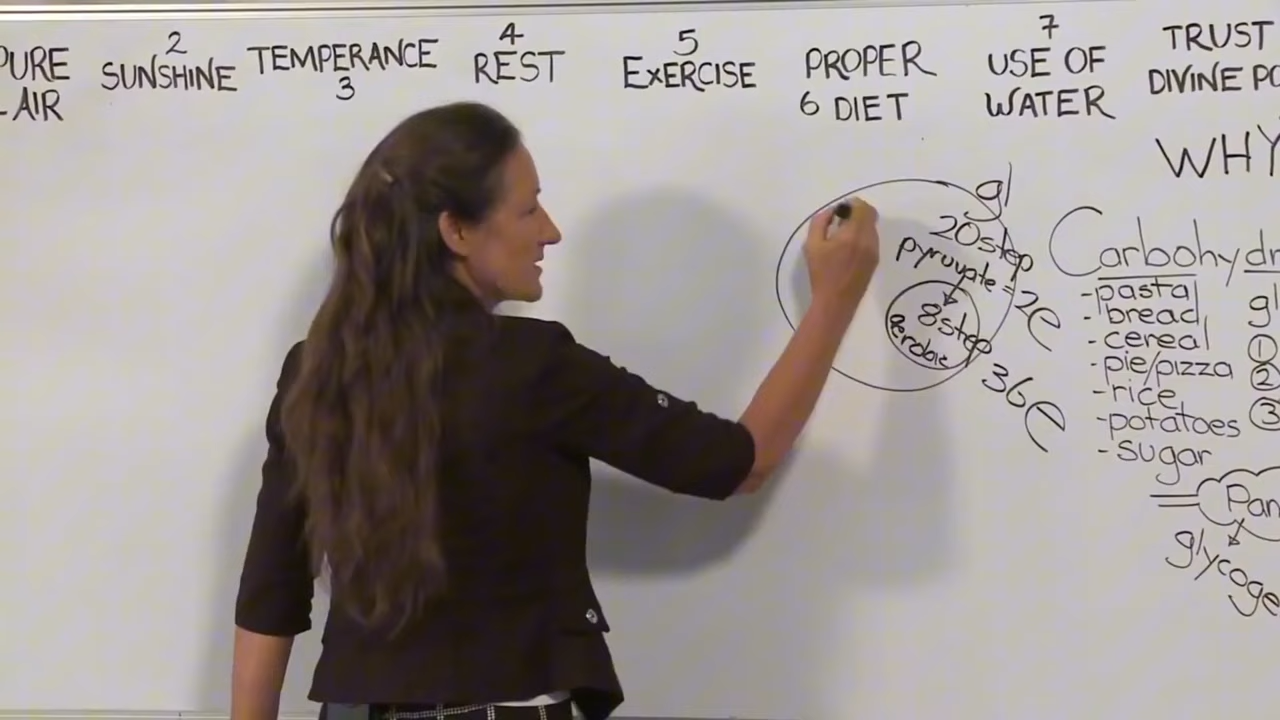 PURE
AIR
2
SUNSHINE
TEMPERANCE
3
4
REST
5
EXERCISE
PROPER
6 DIET
7
USE OF
WATER
TRUST
DIVINE PO
WHY
gl
20step
pyruvate = 2e
8step 36e
aerobic
Carbohydr
-pasta
- bread
- cereal
-pie/pizza
-rice
-potatoes
- sugar
gl
1
2
3
Pan
glycoge